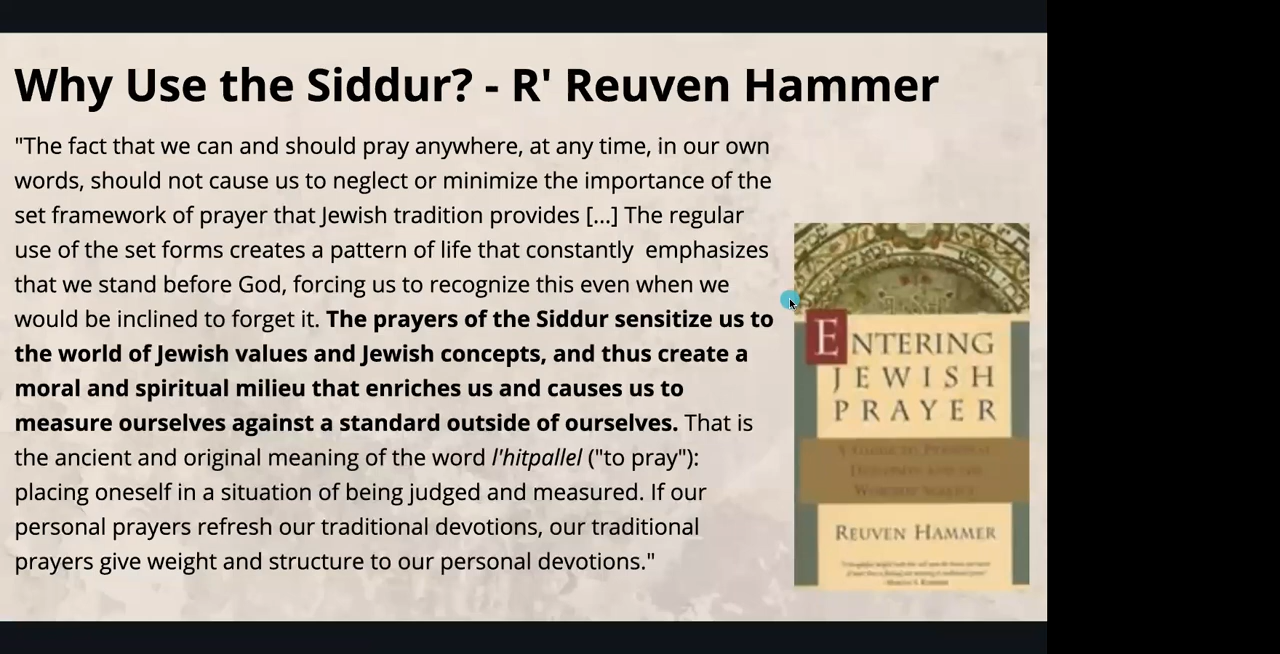 Why Use the Siddur? - R' Reuven Hammer
"The fact that we can and should pray anywhere, at any time, in our own
words, should not cause us to neglect or minimize the importance of the
set framework of prayer that Jewish tradition provides [...] The regular
use of the set forms creates a pattern of life that constantly  emphasizes
that we stand before God, forcing us to recognize this even when we
would be inclined to forget it. The prayers of the Siddur sensitize us to
the world of Jewish values and Jewish concepts, and thus create a
moral and spiritual milieu that enriches us and causes us to
measure ourselves against a standard outside of ourselves. That is
the ancient and original meaning of the word l'hitpallel ("to pray"):
placing oneself in a situation of being judged and measured. If our
personal prayers refresh our traditional devotions, our traditional
prayers give weight and structure to our personal devotions."
ENTERING
JEWISH
PRAYER
A GUIDE TO PERSONAL
DEVOTION AND THE
WORSHIP SERVICE
REUVEN HAMMER